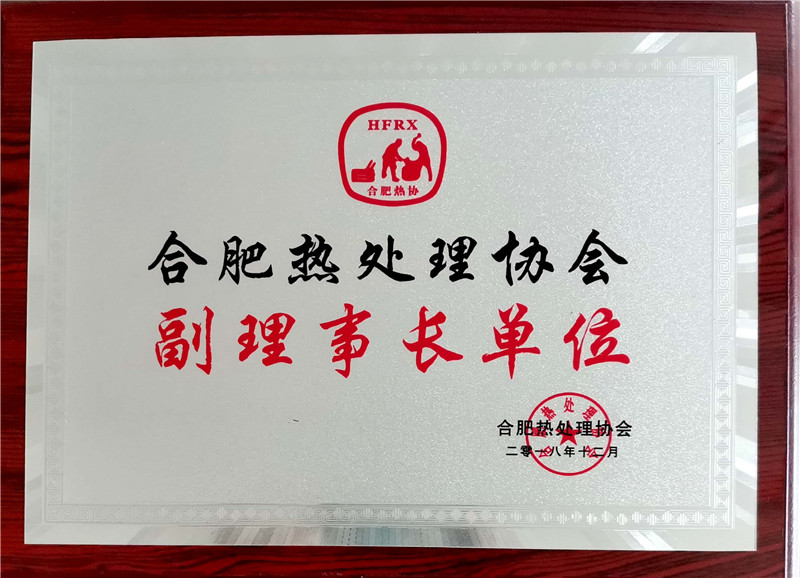 HFRX
合肥热协
合肥热处理协会
副理事长单位
合肥热处理协会
二零一八年十二月